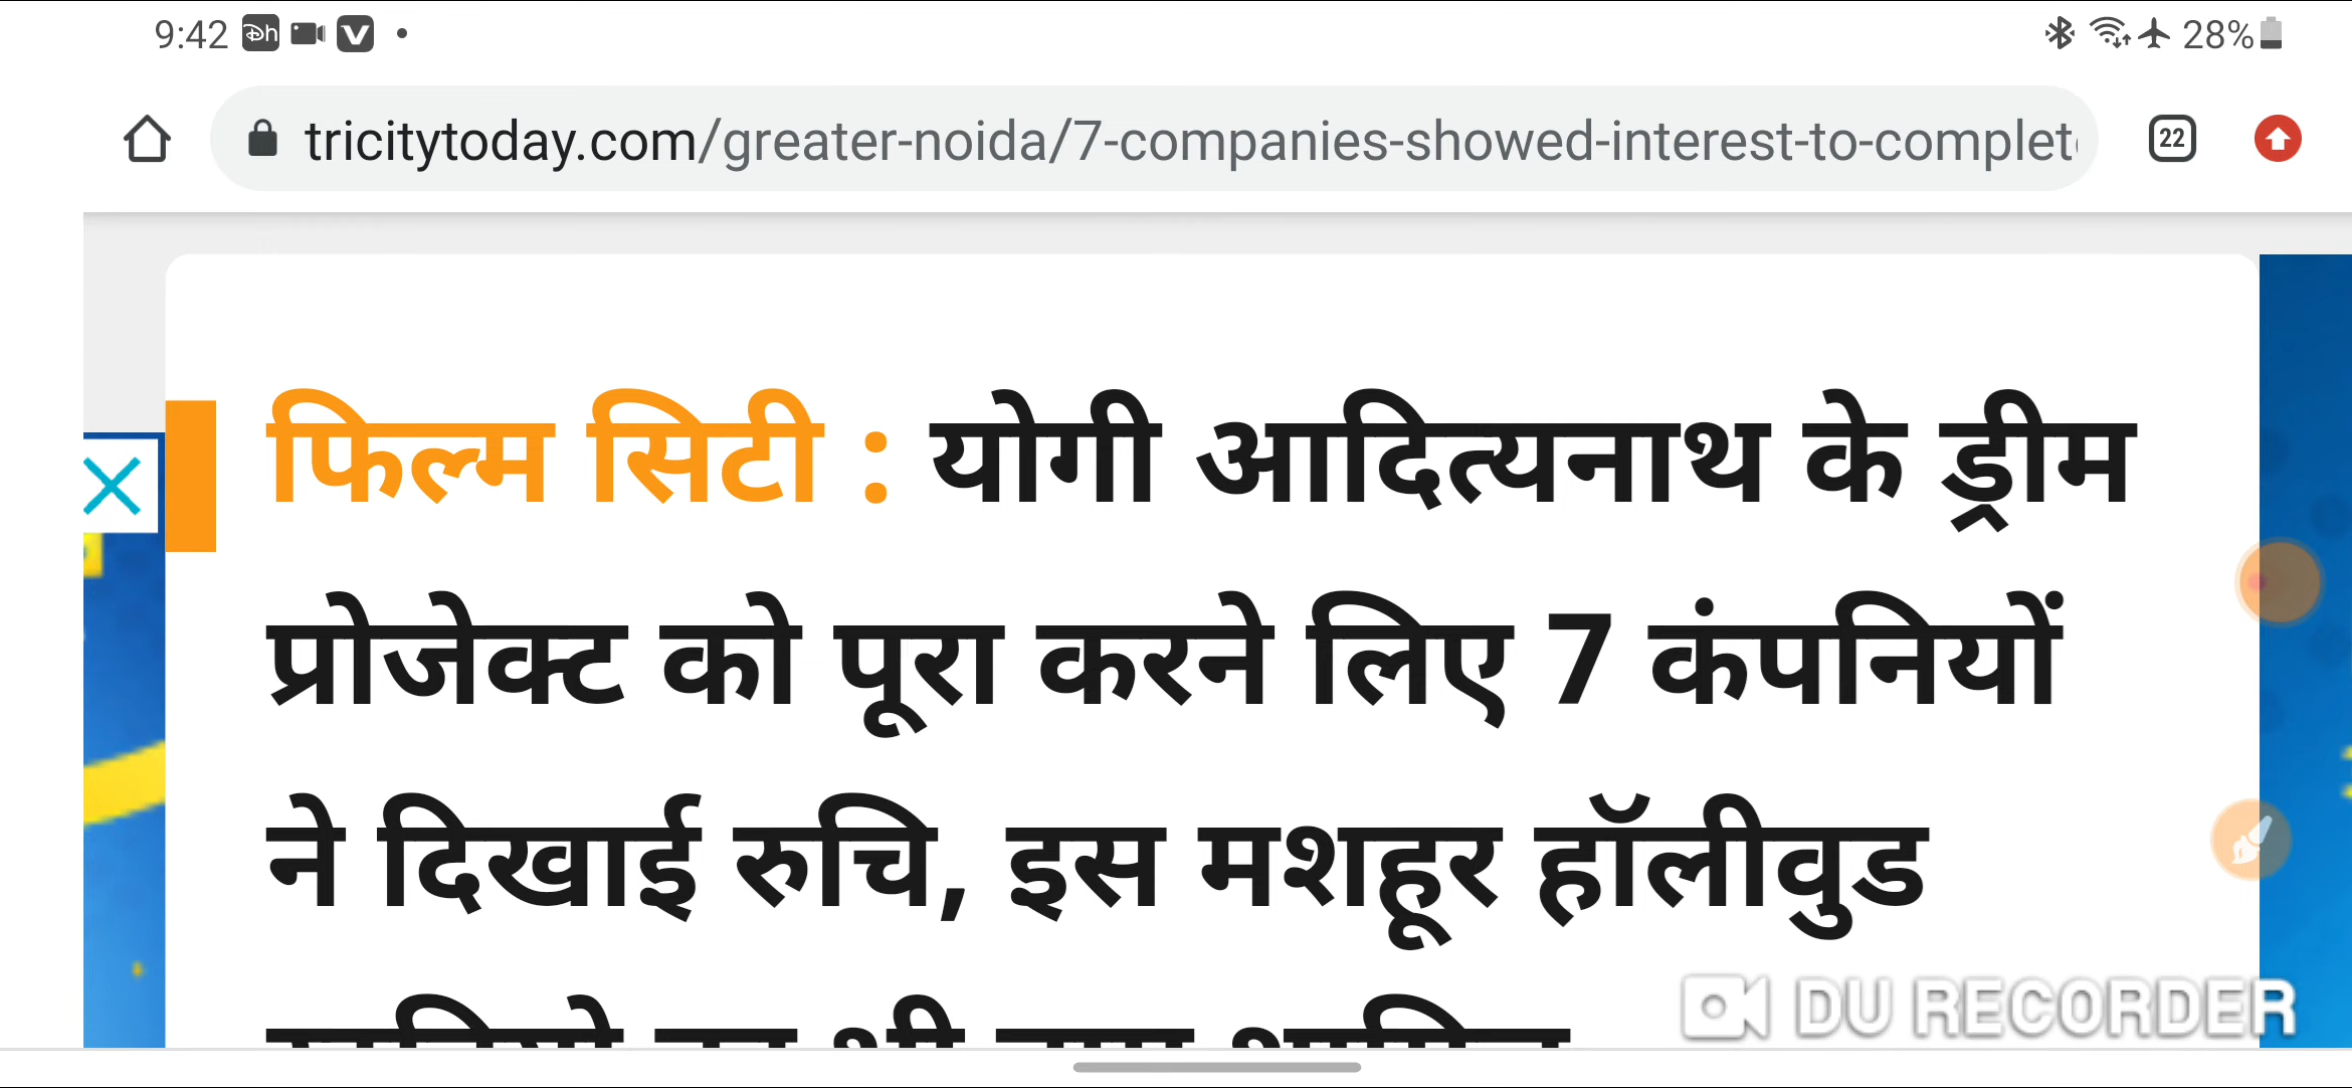 9:42 Dh V 28%
tricitytoday.com/greater-noida/7-companies-showed-interest-to-complet 22
फिल्म सिटी : योगी आदित्यनाथ के ड्रीम
प्रोजेक्ट को पूरा करने लिए 7 कंपनियों
ने दिखाई रुचि, इस मशहूर हॉलीवुड
DU RECORDER